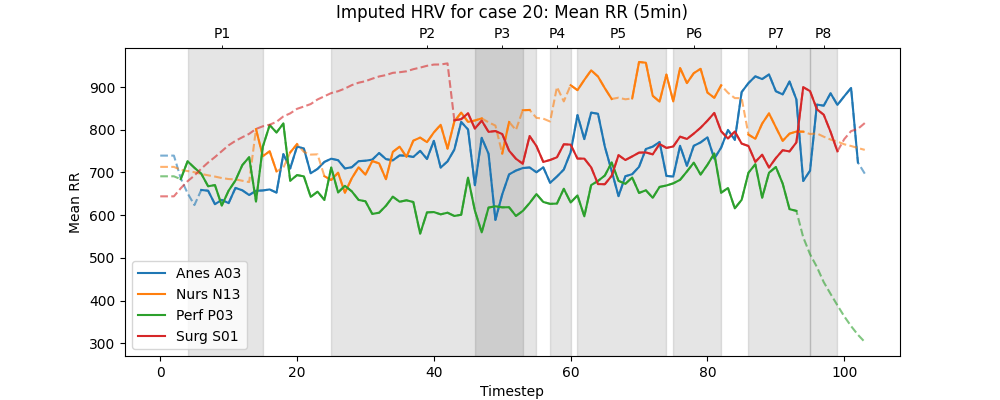 Imputed HRV for case 20: Mean RR (5min)
P1 P2 P3 P4 P5 P6 P7 P8
Mean RR
900
800
700
600
500
400
300
Anes A03
Nurs N13
Perf P03
Surg S01
0 20 40 60 80 100
Timestep